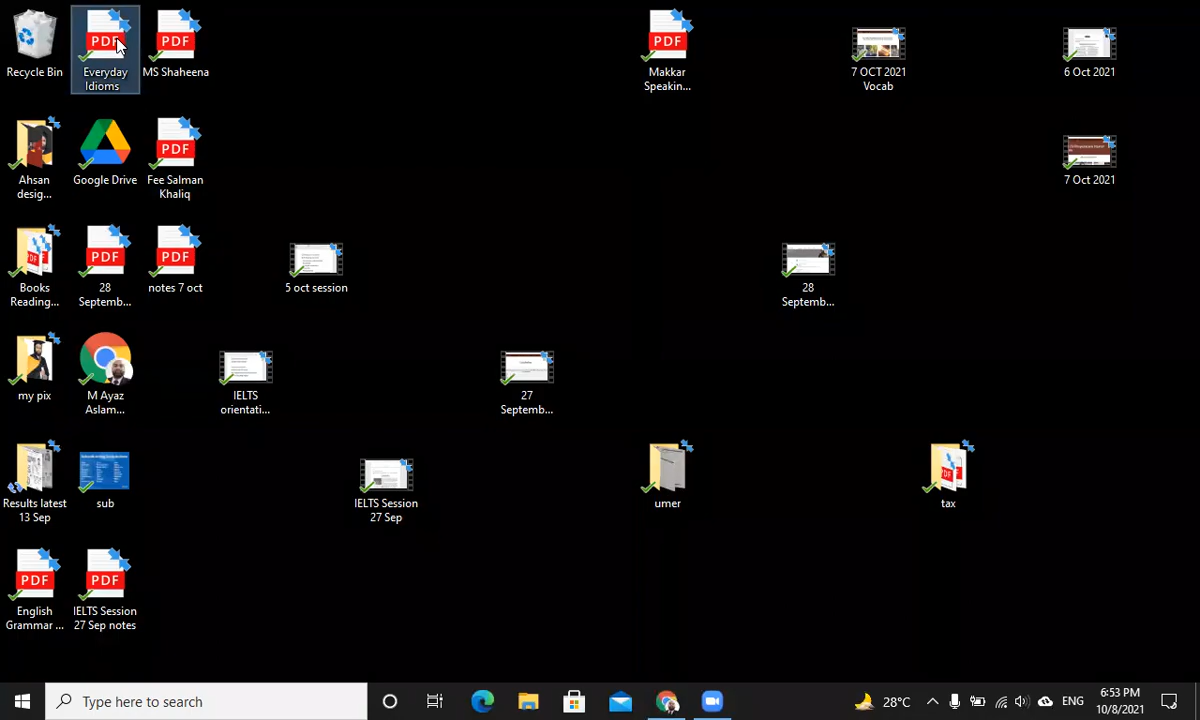 Recycle Bin
PDF
Everyday
Idioms
PDF
MS Shaheena
PDF
Makkar
Speakin...
7 OCT 2021
Vocab
6 Oct 2021
Ahsan
desig...
Google Drive
PDF
Fee Salman
Khaliq
7 Oct 2021
PDF
Books
Reading...
PDF
28
Septemb...
PDF
notes 7 oct
5 oct session
28
Septemb...
my pix
M Ayaz
Aslam...
IELTS
orientati...
27
Septemb...
Results latest
13 Sep
sub
IELTS Session
27 Sep
umer
PDF
tax
PDF
English
Grammar ...
PDF
IELTS Session
27 Sep notes
Type here to search
28°C
ENG
6:53 PM
10/8/2021